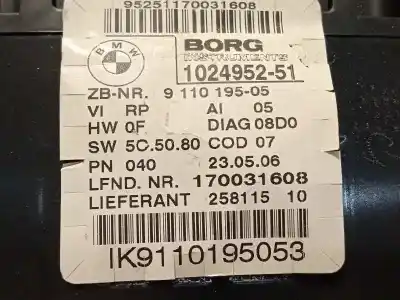 95251170031608
BMW
BORG
INSTRUMENTS
1024952-51
ZB-NR. 9 110 195-05
VI RP AI 05
HW 0F DIAG 08D0
SW 5C.50.80 COD 07
PN 040 23.05.06
LFND. NR. 170031608
LIEFERANT 258115 10
IK9110195053